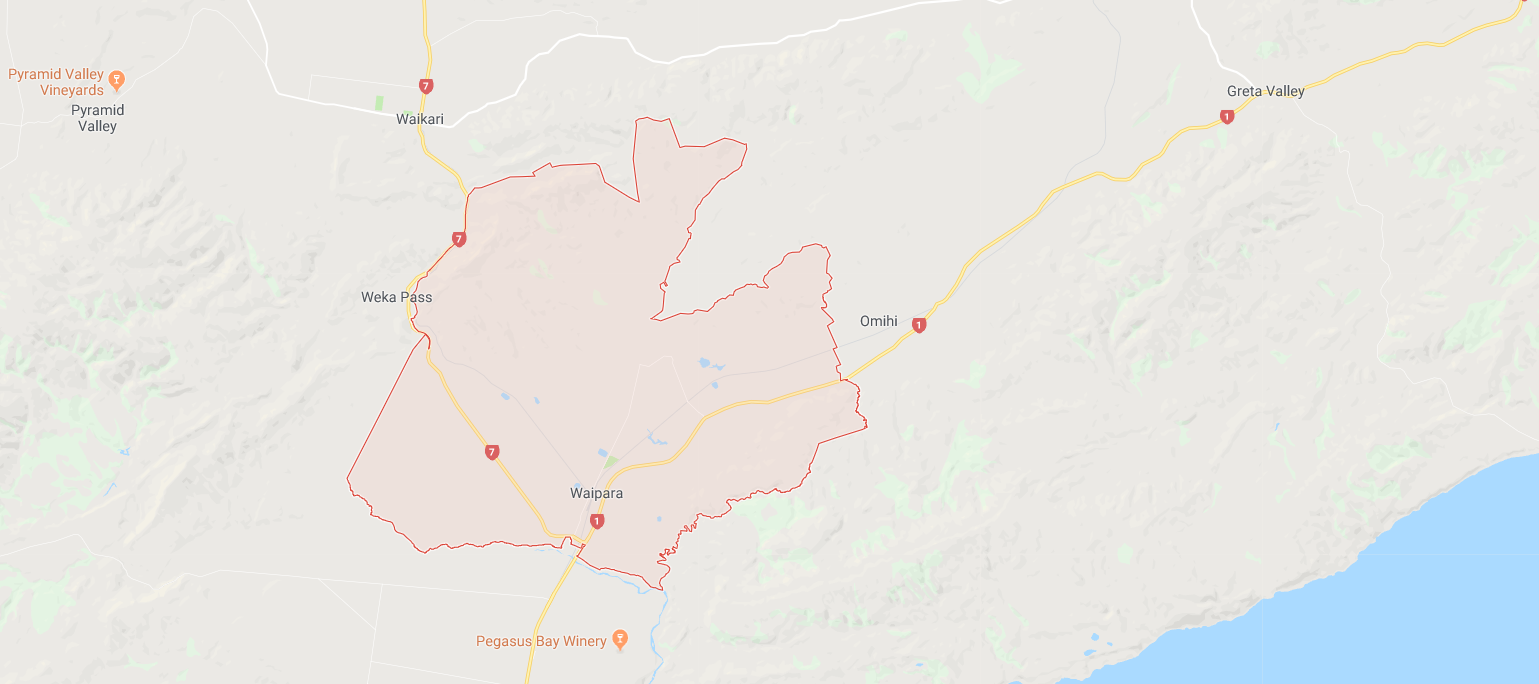 Pyramid Valley
Vineyards
Pyramid
Valley
7
Waikari
Greta Valley
1
7
Weka Pass
Omihi
1
7
Waipara
1
Pegasus Bay Winery